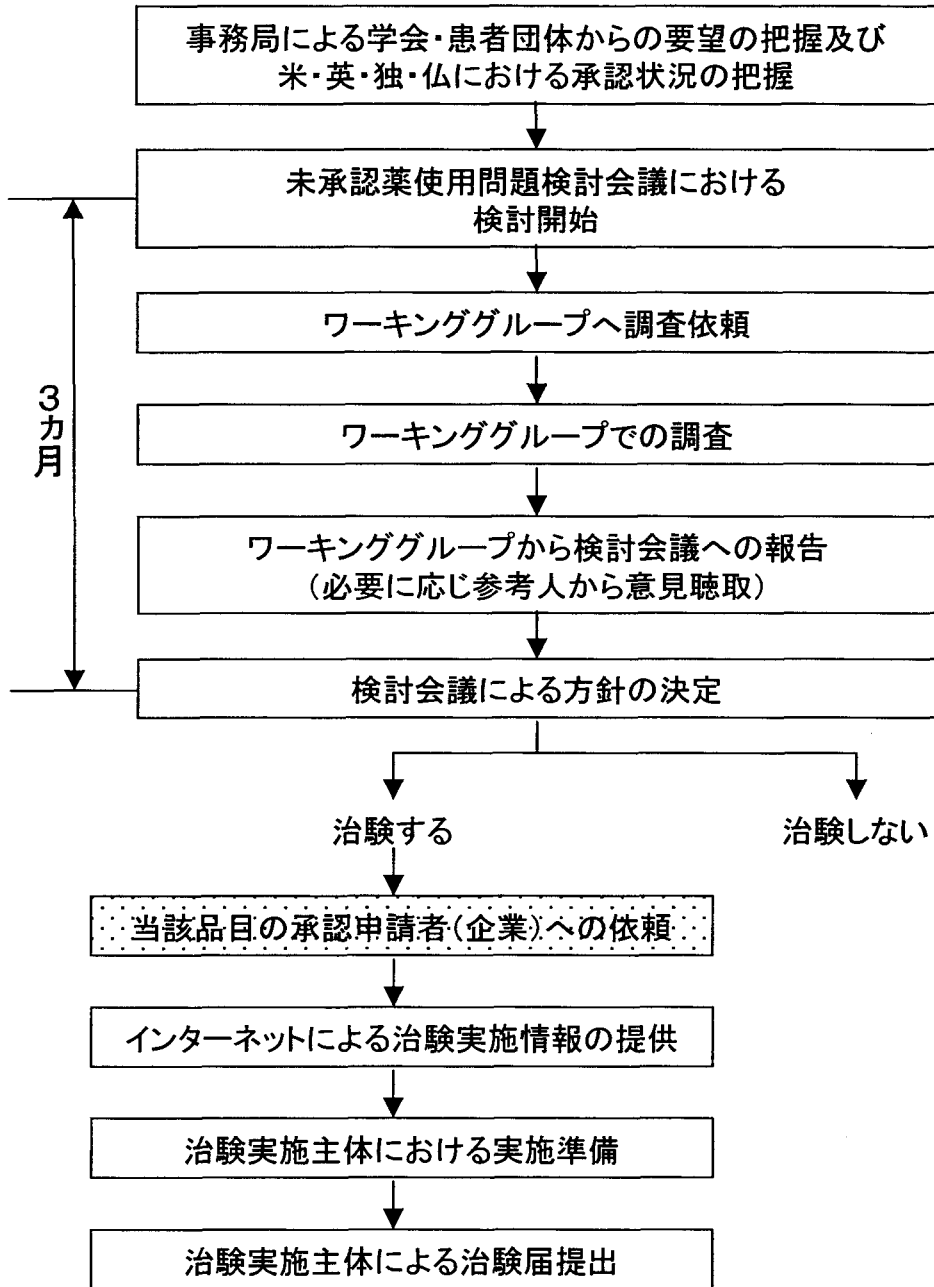 事務局による学会・患者団体からの要望の把握及び
米・英・独・仏における承認状況の把握
未承認薬使用問題検討会議における
検討開始
ワーキンググループへ調査依頼
ワーキンググループでの調査
3カ月
ワーキンググループから検討会議への報告
(必要に応じ参考人から意見聴取)
検討会議による方針の決定
治験する
治験しない
当該品目の承認申請者(企業)への依頼
インターネットによる治験実施情報の提供
治験実施主体における実施準備
治験実施主体による治験届提出